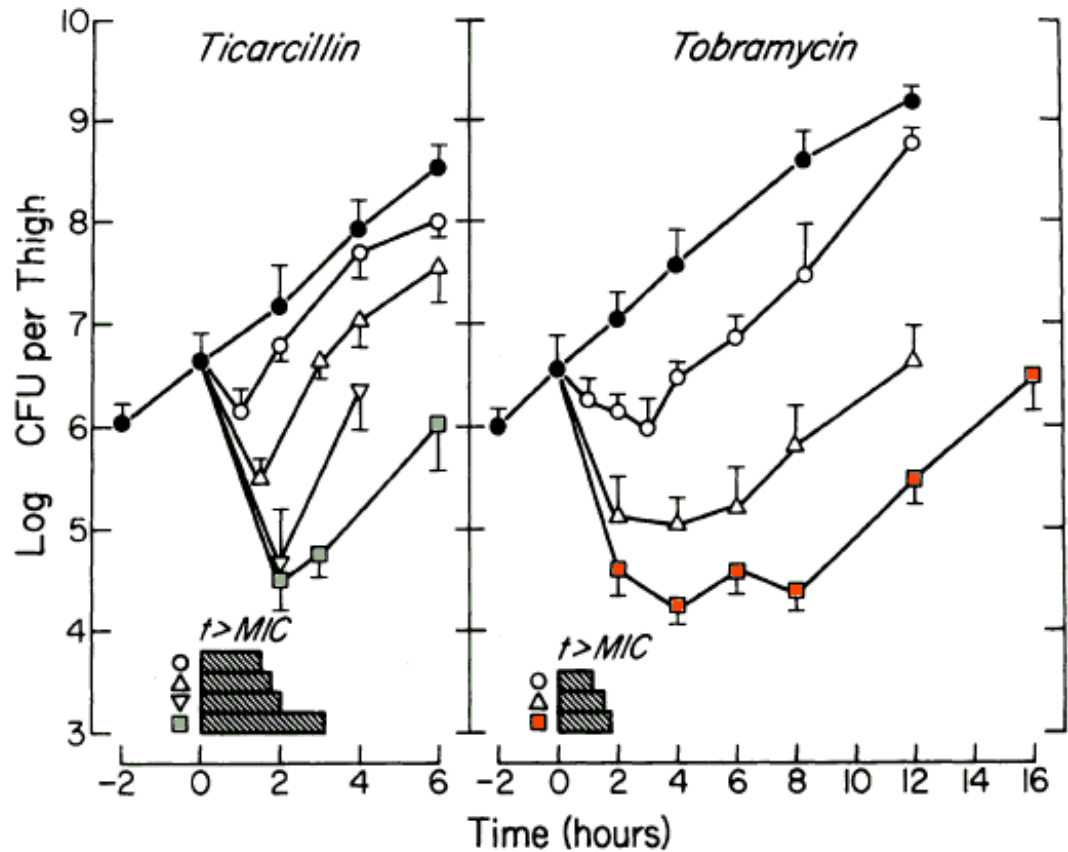 Ticarcillin
Tobramycin
Log CFU per Thigh
10
9
8
7
6
5
4
3
t>MIC
t>MIC
-2 0 2 4 6
-2 0 2 4 6 8 10 12 14 16
Time (hours)